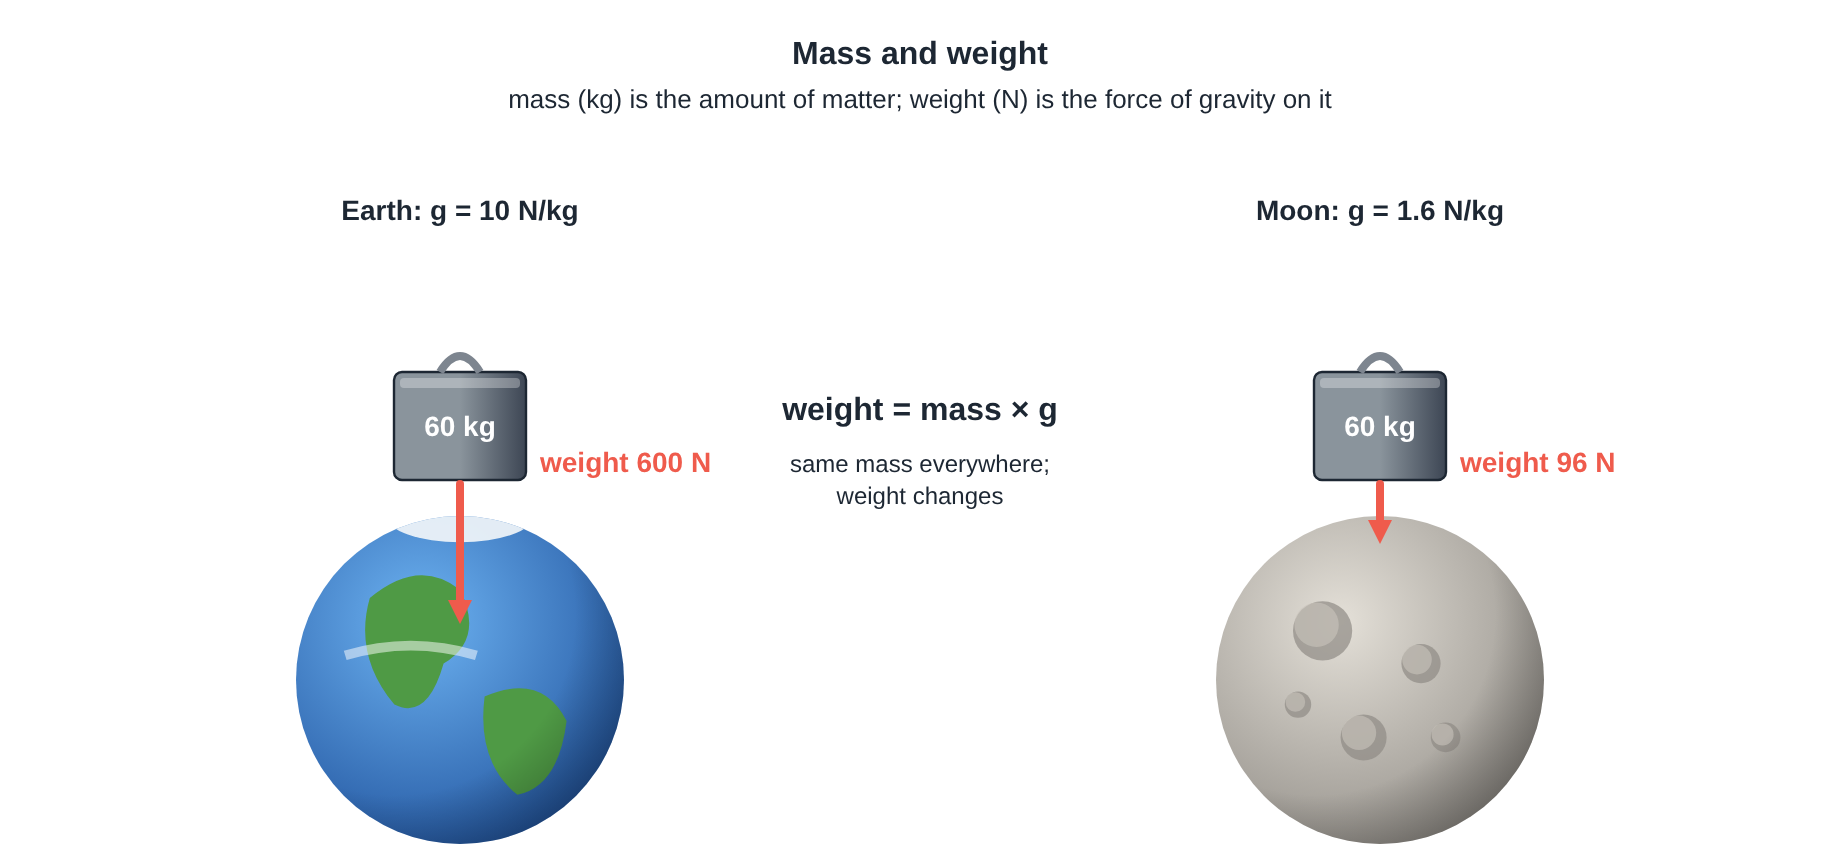 Mass and weight
mass (kg) is the amount of matter; weight (N) is the force of gravity on it
Earth: g = 10 N/kg
Moon: g = 1.6 N/kg
60 kg
weight 600 N
weight = mass × g
same mass everywhere;
weight changes
60 kg
weight 96 N